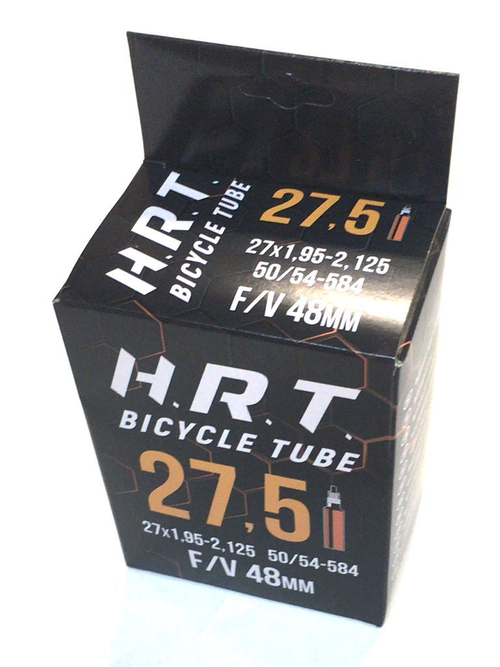 H.R.T.
BICYCLE TUBE
27,5
27x1,95-2,125
50/54-584
F/V 48MM
H.R.T.
BICYCLE TUBE
27,5
27x1,95-2,125 50/54-584
F/V 48MM